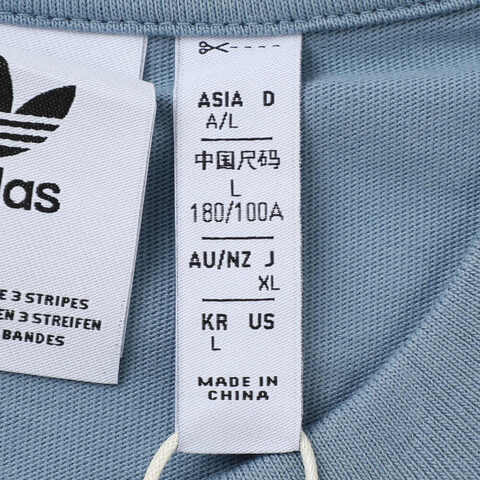 das
E 3 STRIPES
EN 3 STREIFEN
BANDES
ASIA D
A/L
中国尺码
L
180/100A
AU/NZ J
XL
KR US
L
MADE IN
CHINA